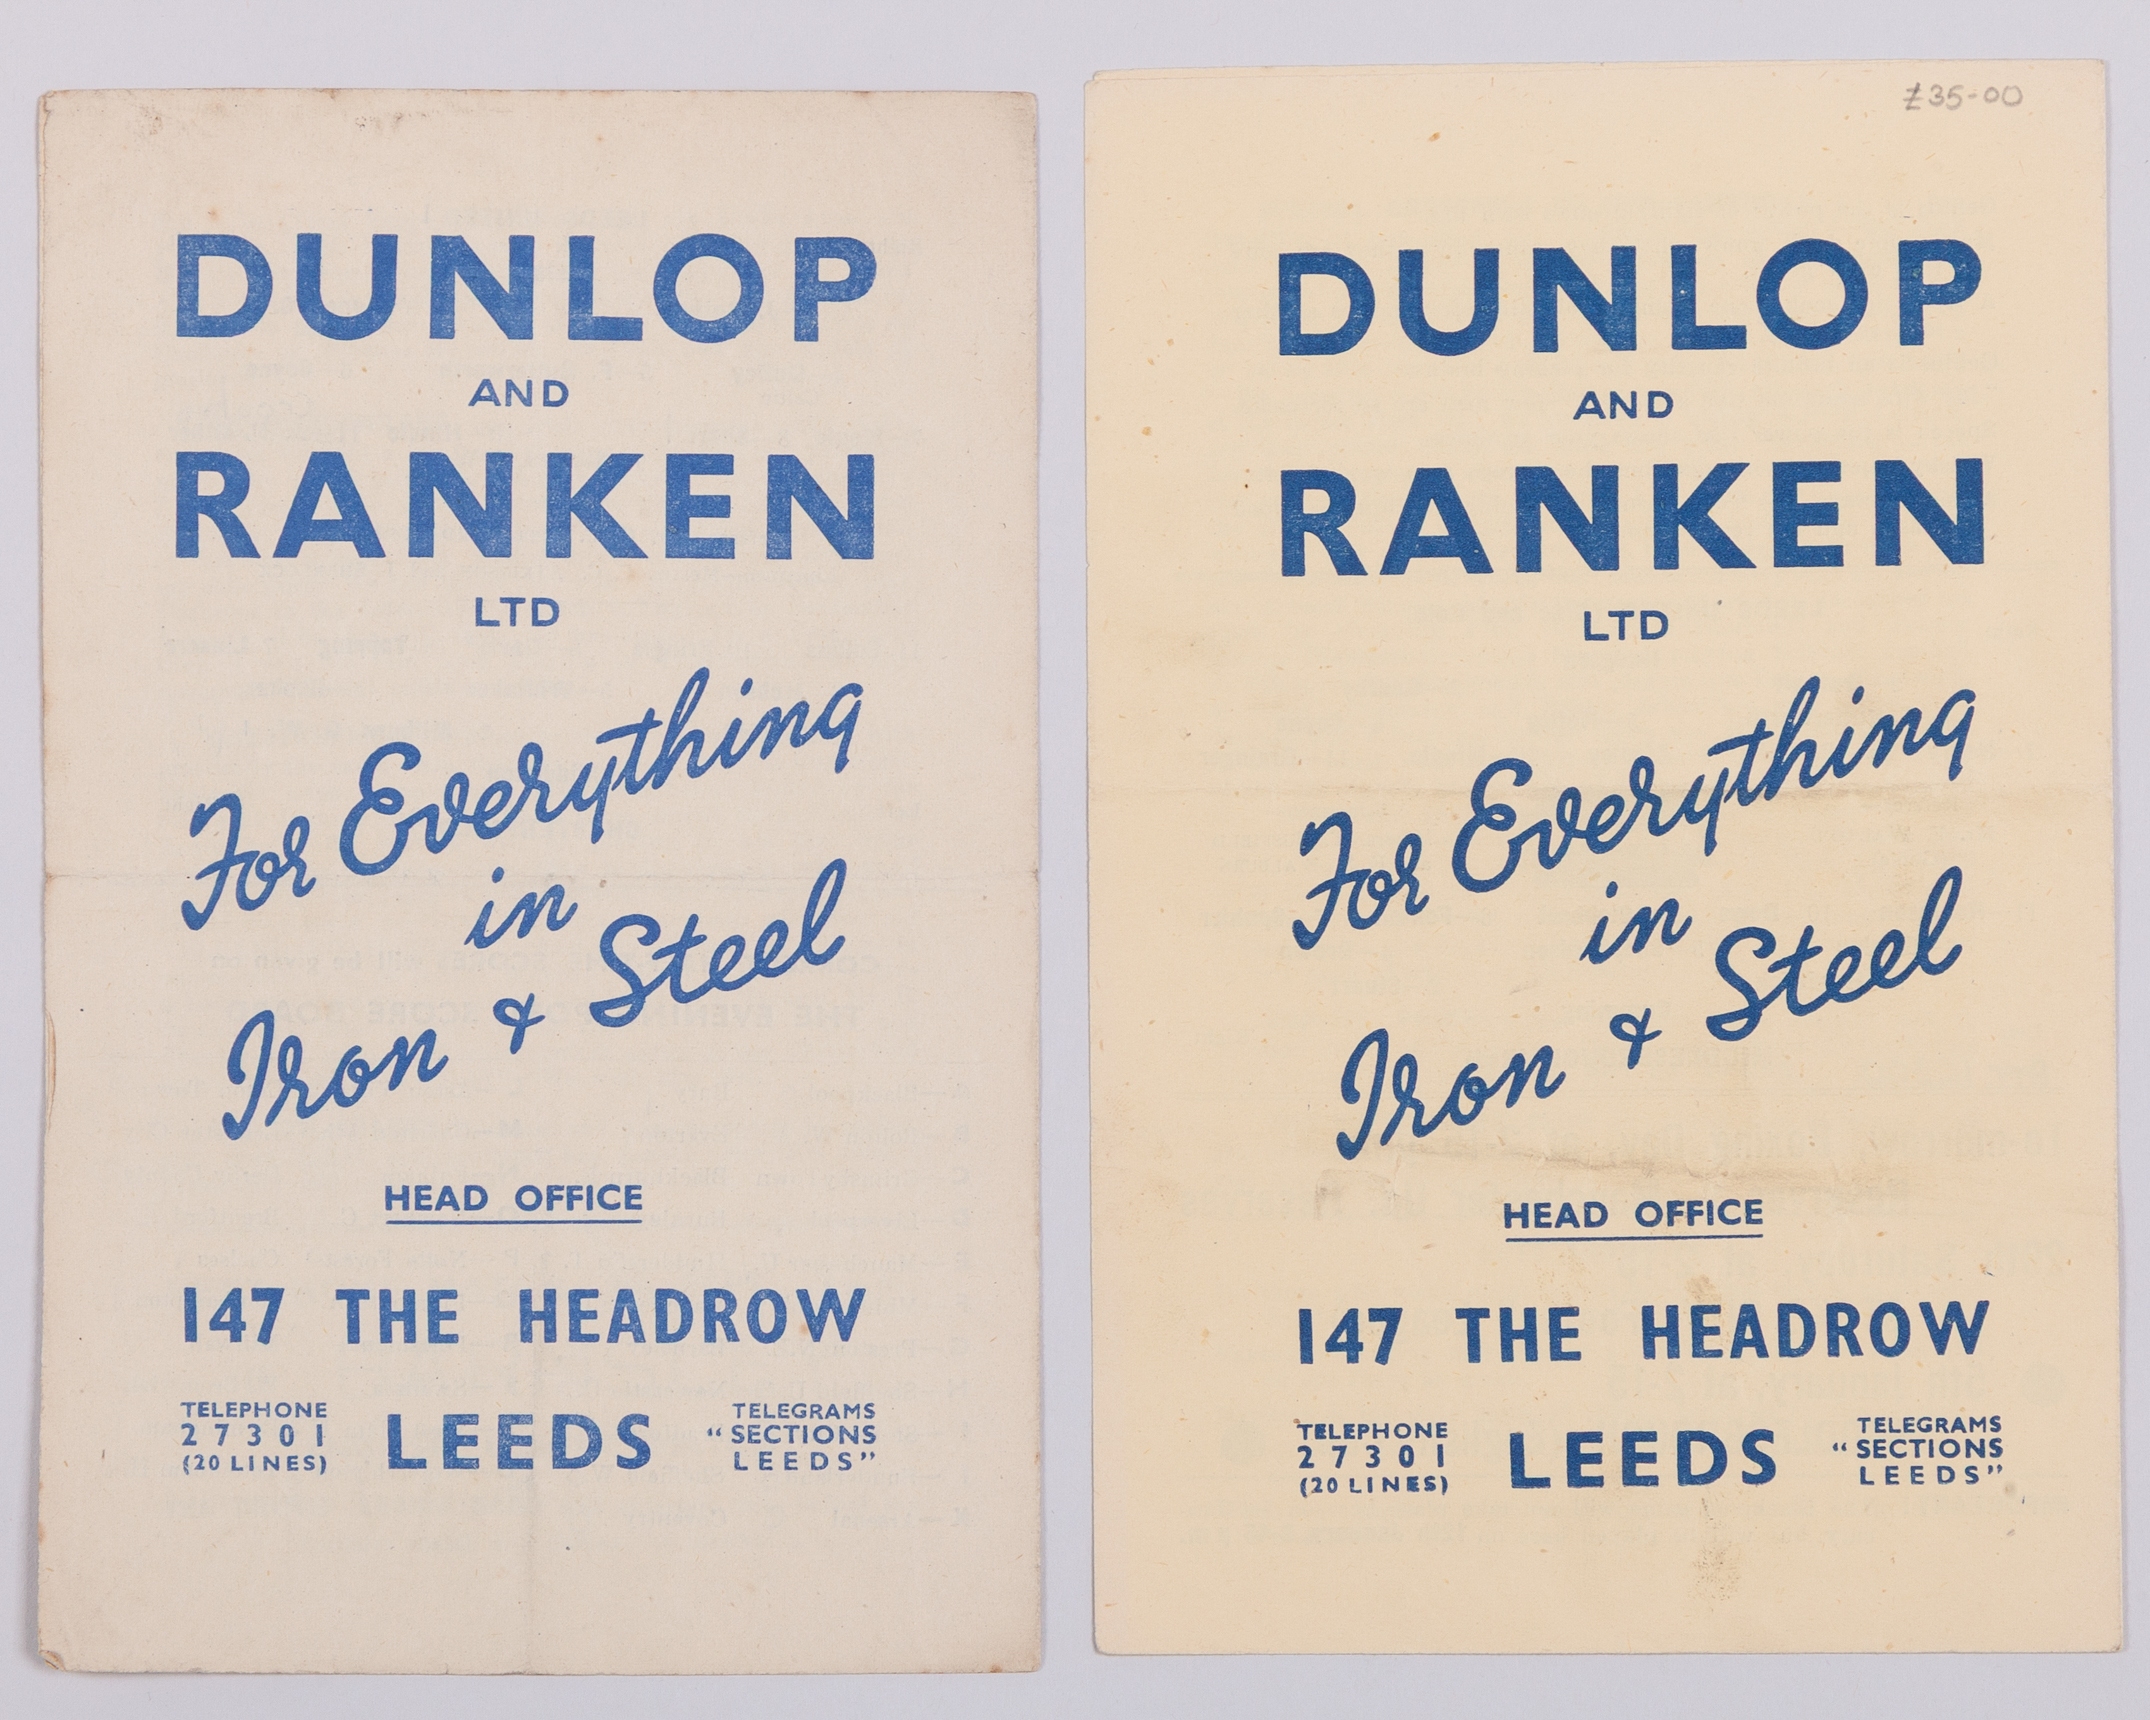 DUNLOP
AND
RANKEN
LTD
For Everything
in
Iron & Steel
HEAD OFFICE
147 THE HEADROW
TELEPHONE
27301
(20 LINES)
LEEDS
TELEGRAMS
"SECTIONS
LEEDS"
£35-00
DUNLOP
AND
RANKEN
LTD
For Everything
in
Iron & Steel
HEAD OFFICE
147 THE HEADROW
TELEPHONE
27301
(20 LINES)
LEEDS
TELEGRAMS
"SECTIONS
LEEDS"